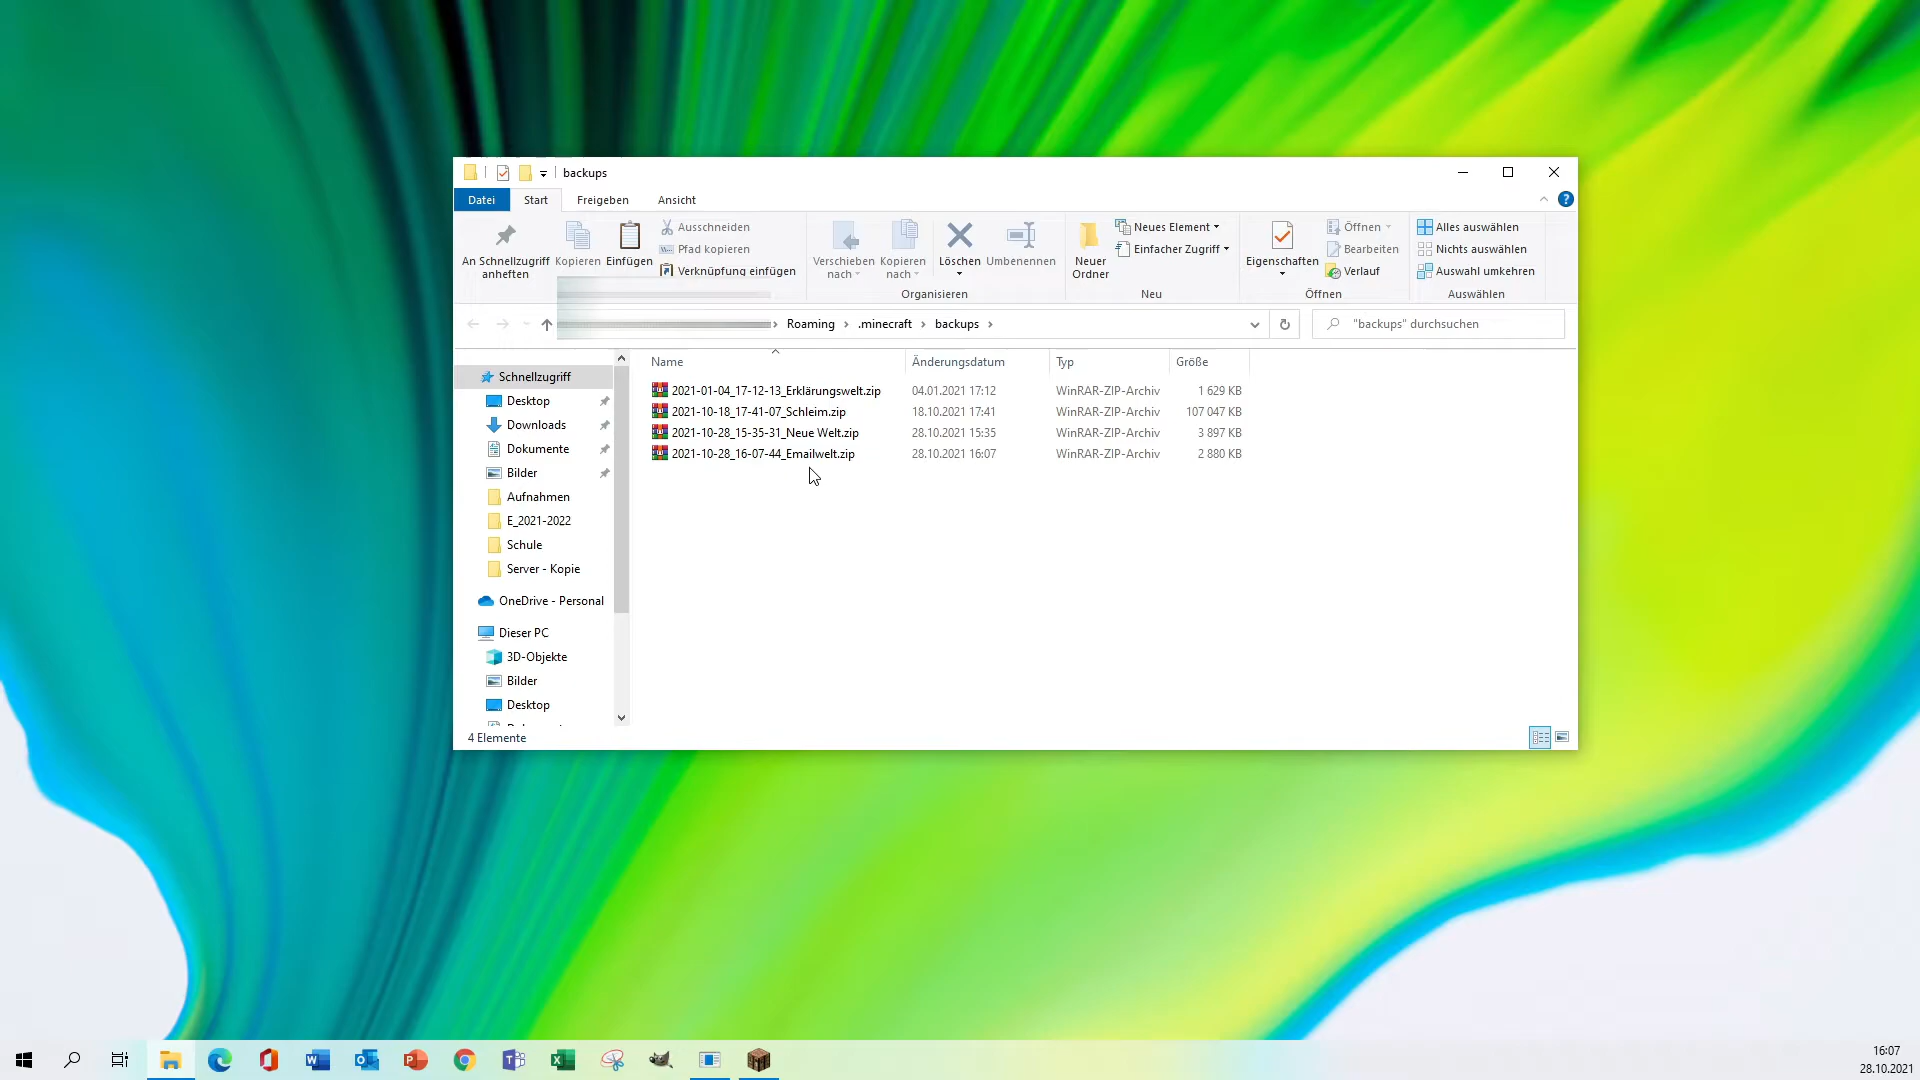 backups
Datei Start Freigeben Ansicht
An Schnellzugriff anheften
Kopieren
Einfügen
Ausschneiden
Pfad kopieren
Verknüpfung einfügen
Verschieben nach
Kopieren nach
Löschen
Umbenennen
Organisieren
Neuer Ordner
Neues Element
Einfacher Zugriff
Neu
Eigenschaften
Öffnen
Bearbeiten
Verlauf
Öffnen
Alles auswählen
Nichts auswählen
Auswahl umkehren
Auswählen
Roaming › .minecraft › backups ›
"backups" durchsuchen
Schnellzugriff
Desktop
Downloads
Dokumente
Bilder
Aufnahmen
E_2021-2022
Schule
Server - Kopie
OneDrive - Personal
Dieser PC
3D-Objekte
Bilder
Desktop
Name Änderungsdatum Typ Größe
2021-01-04_17-12-13_Erklärungswelt.zip 04.01.2021 17:12 WinRAR-ZIP-Archiv 1 629 KB
2021-10-18_17-41-07_Schleim.zip 18.10.2021 17:41 WinRAR-ZIP-Archiv 107 047 KB
2021-10-28_15-35-31_Neue Welt.zip 28.10.2021 15:35 WinRAR-ZIP-Archiv 3 897 KB
2021-10-28_16-07-44_Emailwelt.zip 28.10.2021 16:07 WinRAR-ZIP-Archiv 2 880 KB
4 Elemente
16:07
28.10.2021